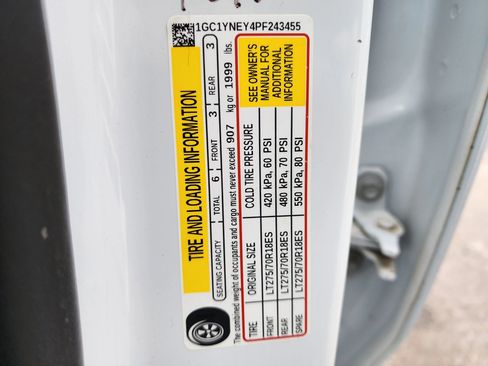 1GC1YNEY4PF243455
TIRE AND LOADING INFORMATION
SEATING CAPACITY TOTAL 6 FRONT 3 REAR 3
The combined weight of occupants and cargo must never exceed 907 kg or 1999 lbs.
TIRE ORIGINAL SIZE COLD TIRE PRESSURE
FRONT LT275/70R18ES 420 kPa, 60 PSI
REAR LT275/70R18ES 480 kPa, 70 PSI
SPARE LT275/70R18ES 550 kPa, 80 PSI
SEE OWNER'S
MANUAL FOR
ADDITIONAL
INFORMATION